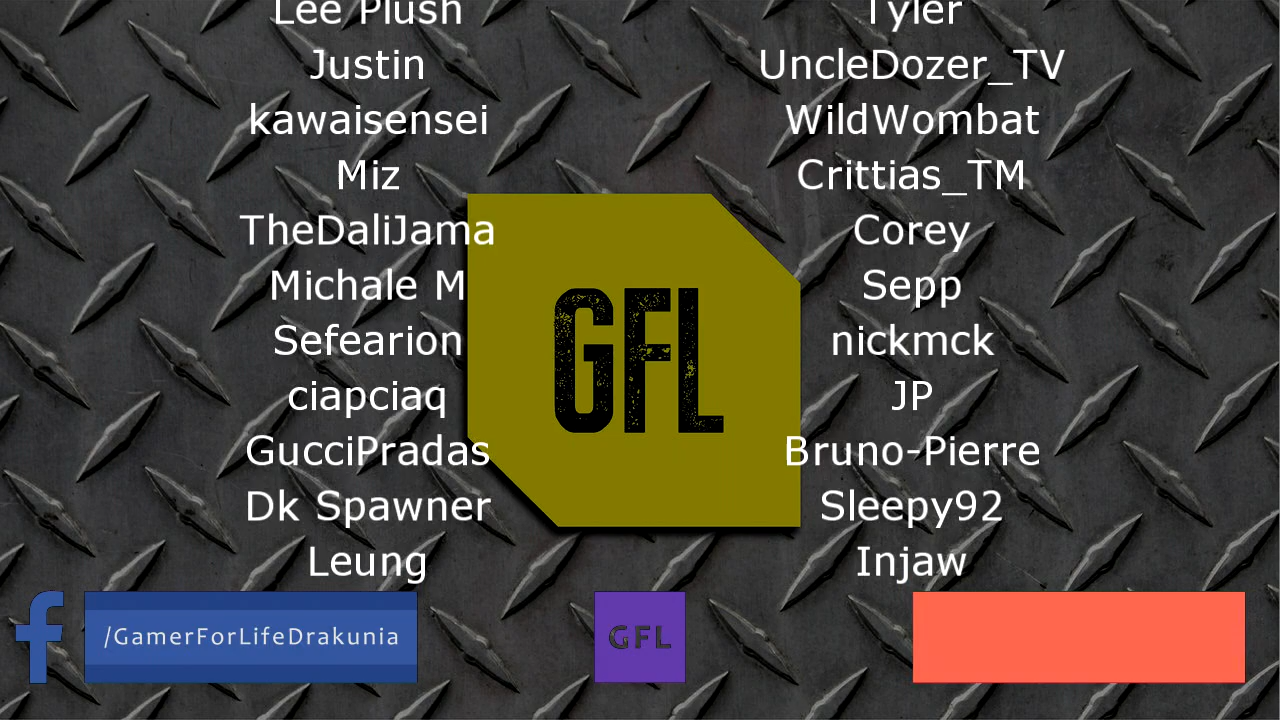 Lee Plush
Justin
kawaisensei
Miz
TheDaliJama
Michale M
Sefearion
ciapciaq
GucciPradas
Dk Spawner
Leung
Tyler
UncleDozer_TV
WildWombat
Crittias_TM
Corey
Sepp
nickmck
JP
Bruno-Pierre
Sleepy92
Injaw
GFL
/GamerForLifeDrakunia
GFL